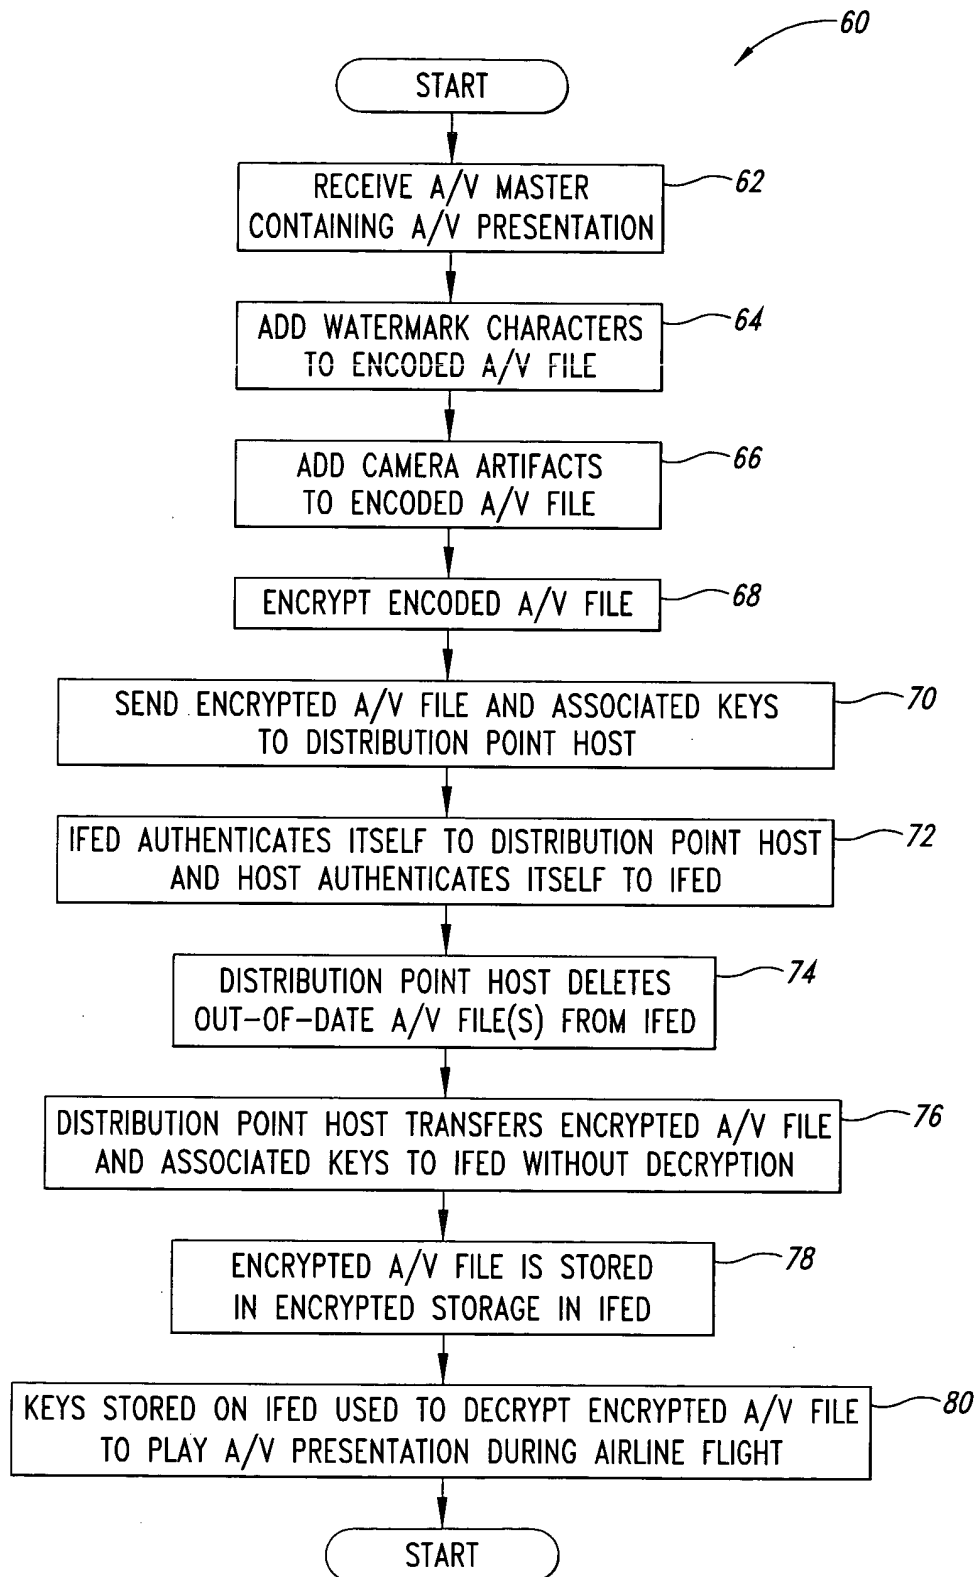 60
START
RECEIVE A/V MASTER
CONTAINING A/V PRESENTATION
62
ADD WATERMARK CHARACTERS
TO ENCODED A/V FILE
64
ADD CAMERA ARTIFACTS
TO ENCODED A/V FILE
66
ENCRYPT ENCODED A/V FILE
68
SEND ENCRYPTED A/V FILE AND ASSOCIATED KEYS
TO DISTRIBUTION POINT HOST
70
IFED AUTHENTICATES ITSELF TO DISTRIBUTION POINT HOST
AND HOST AUTHENTICATES ITSELF TO IFED
72
DISTRIBUTION POINT HOST DELETES
OUT-OF-DATE A/V FILE(S) FROM IFED
74
DISTRIBUTION POINT HOST TRANSFERS ENCRYPTED A/V FILE
AND ASSOCIATED KEYS TO IFED WITHOUT DECRYPTION
76
ENCRYPTED A/V FILE IS STORED
IN ENCRYPTED STORAGE IN IFED
78
KEYS STORED ON IFED USED TO DECRYPT ENCRYPTED A/V FILE
TO PLAY A/V PRESENTATION DURING AIRLINE FLIGHT
80
START